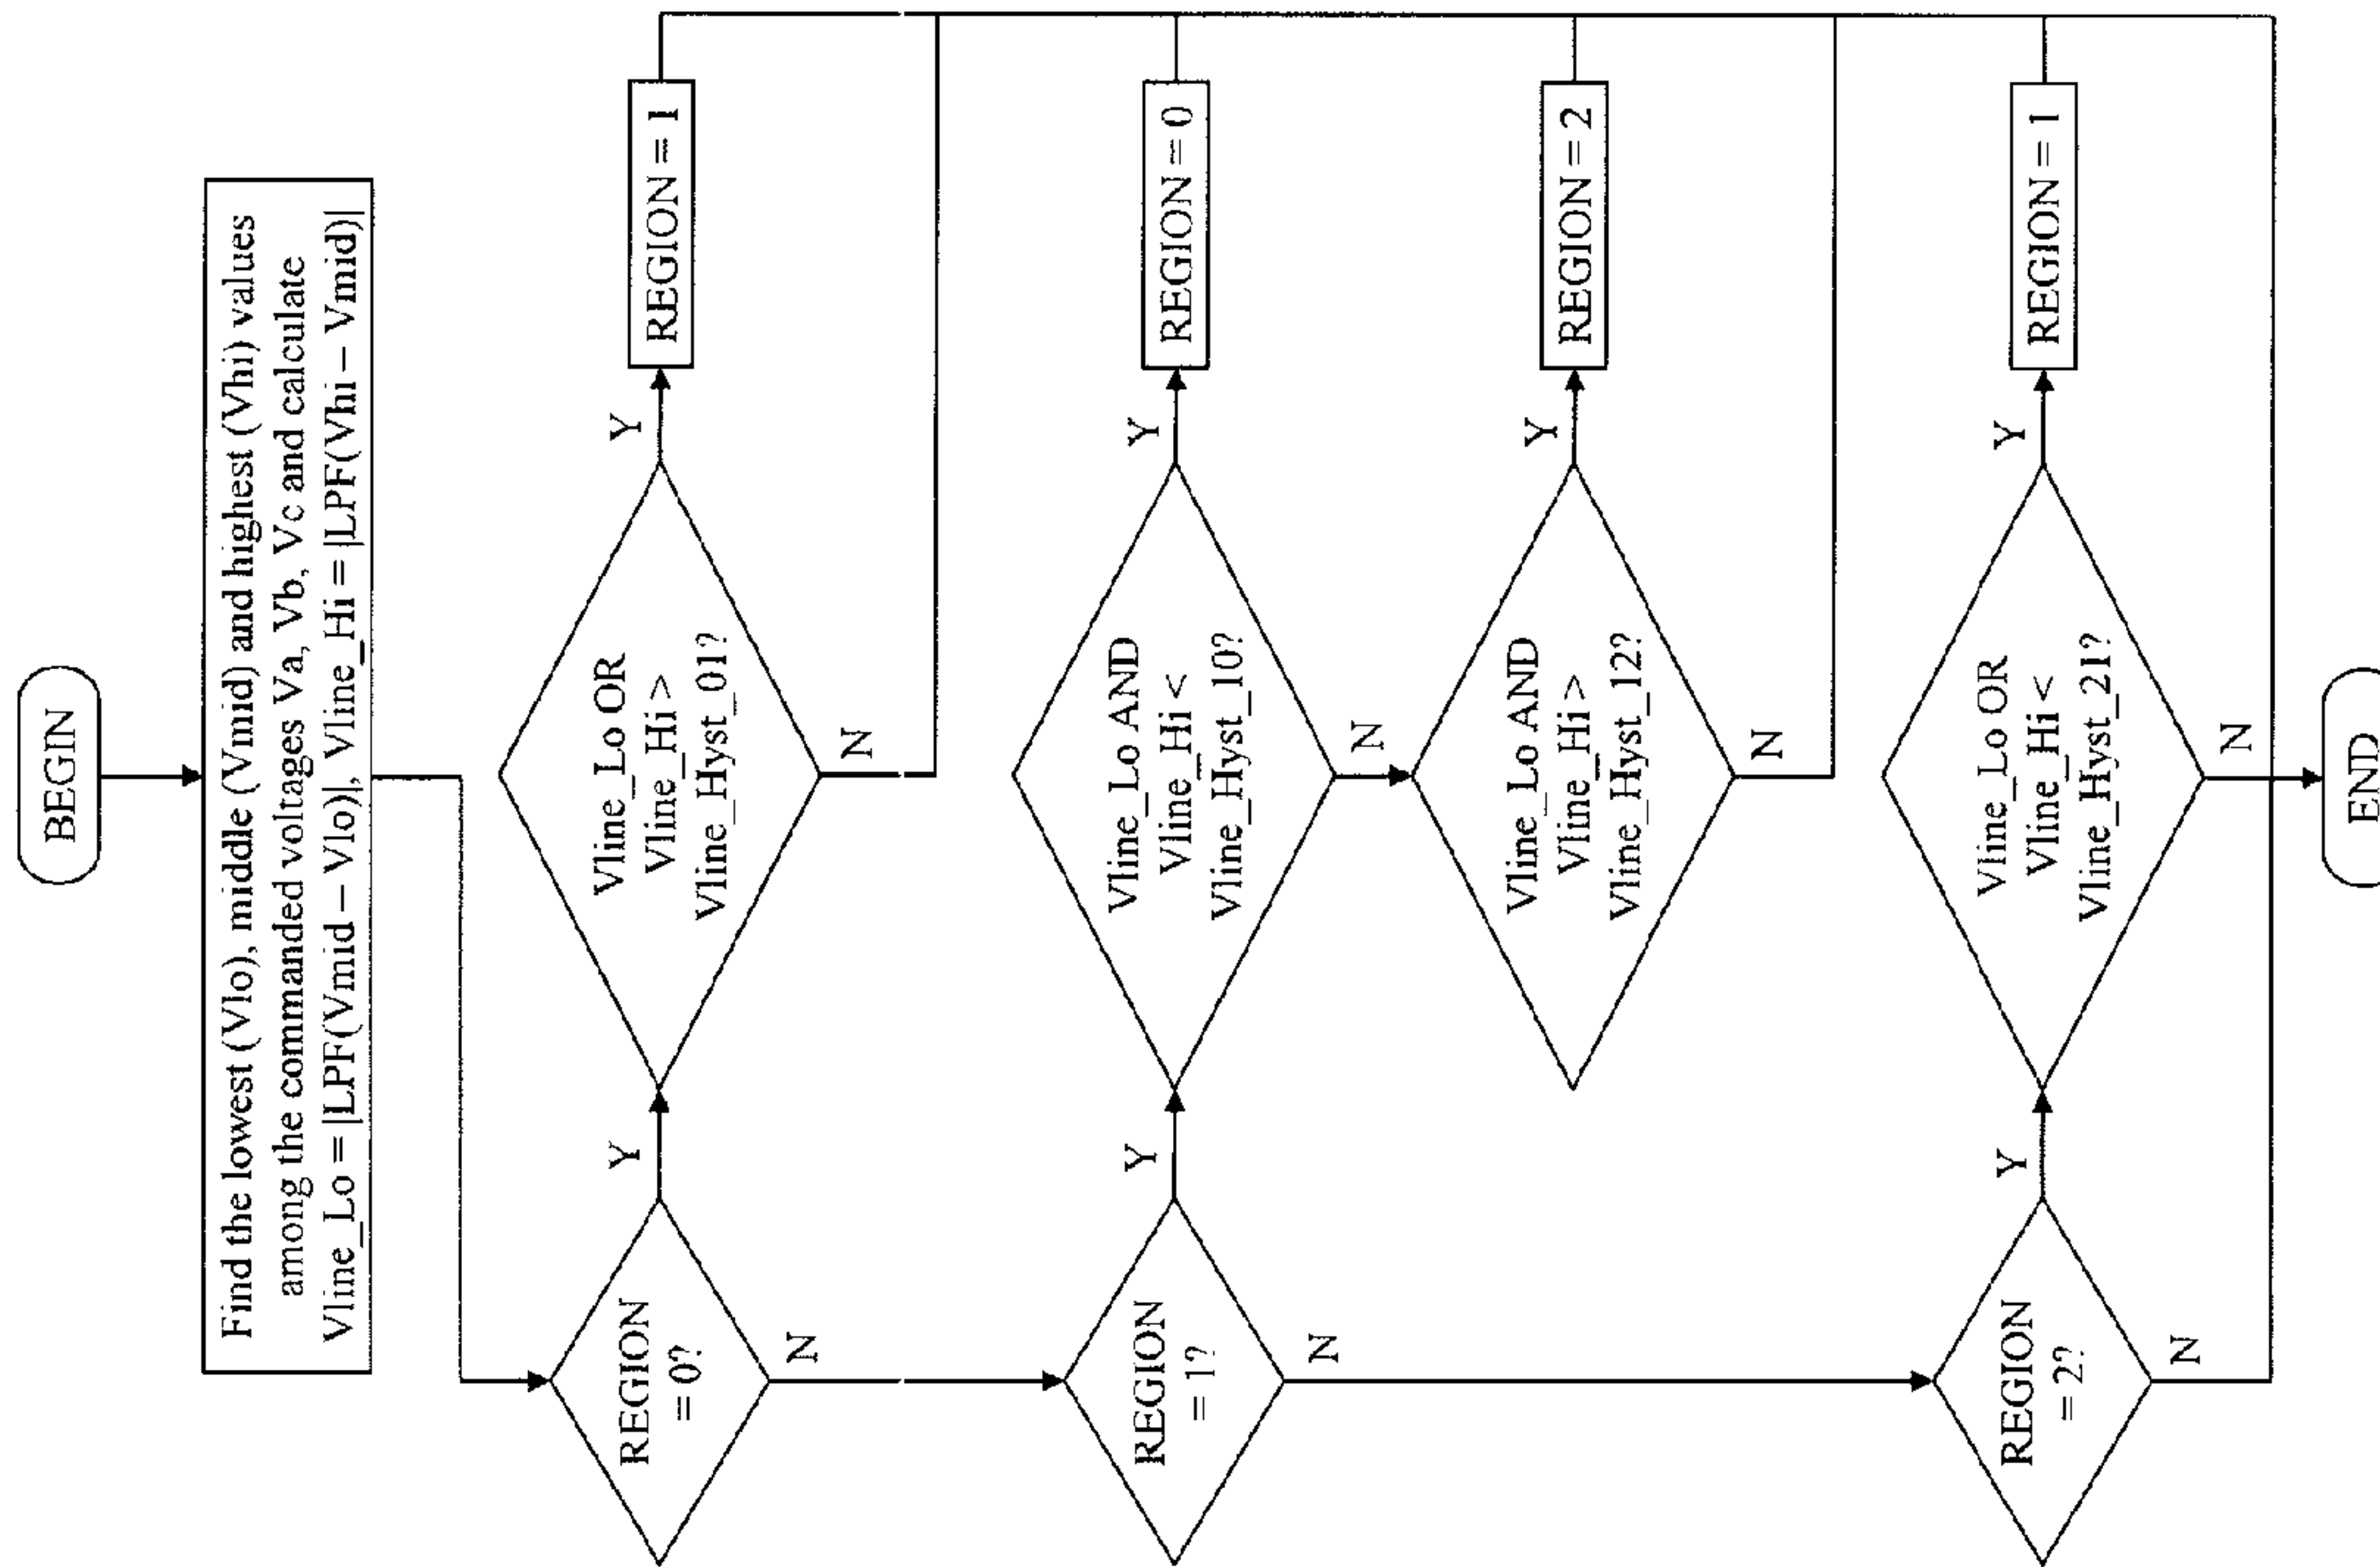 BEGIN
Find the lowest (Vlo), middle (Vmid) and highest (Vhi) values
among the commanded voltages Va, Vb, Vc and calculate
Vline_Lo = |LPF(Vmid – Vlo)|, Vline_Hi = |LPF(Vhi – Vmid)|
REGION
= 0?
Y
N
Vline_Lo OR
Vline_Hi >
Vline_Hyst_01?
Y
N
REGION = 1
REGION
= 1?
Y
N
Vline_Lo AND
Vline_Hi <
Vline_Hyst_10?
Y
N
REGION = 0
Vline_Lo AND
Vline_Hi >
Vline_Hyst_12?
Y
N
REGION = 2
REGION
= 2?
Y
N
Vline_Lo OR
Vline_Hi <
Vline_Hyst_21?
Y
N
REGION = 1
END